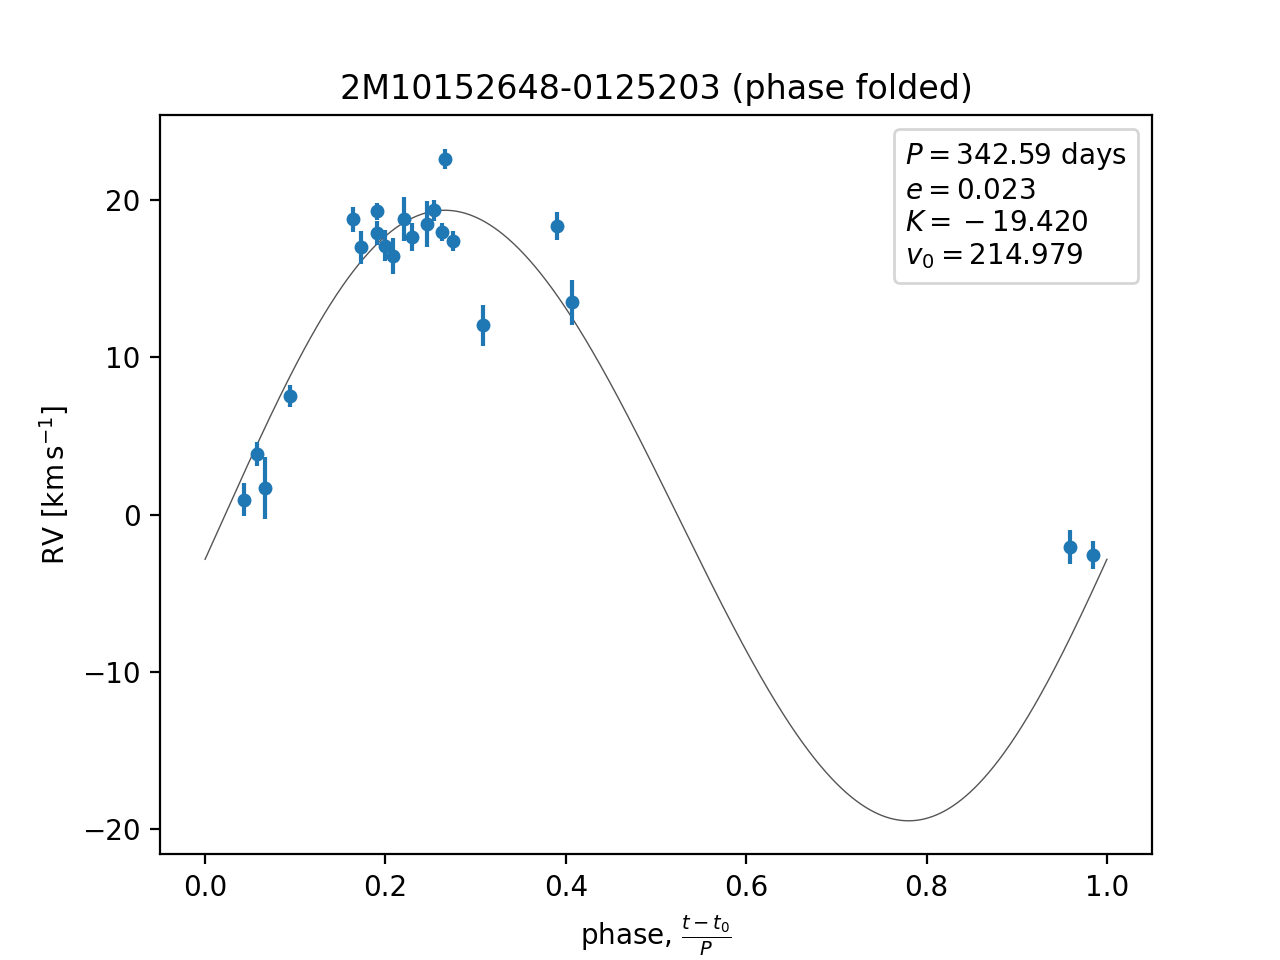 2M10152648-0125203 (phase folded)
P = 342.59 days
e = 0.023
K = −19.420
v₀ = 214.979
20
10
0
−10
−20
RV [km s⁻¹]
0.0 0.2 0.4 0.6 0.8 1.0
phase, (t − t₀)/P